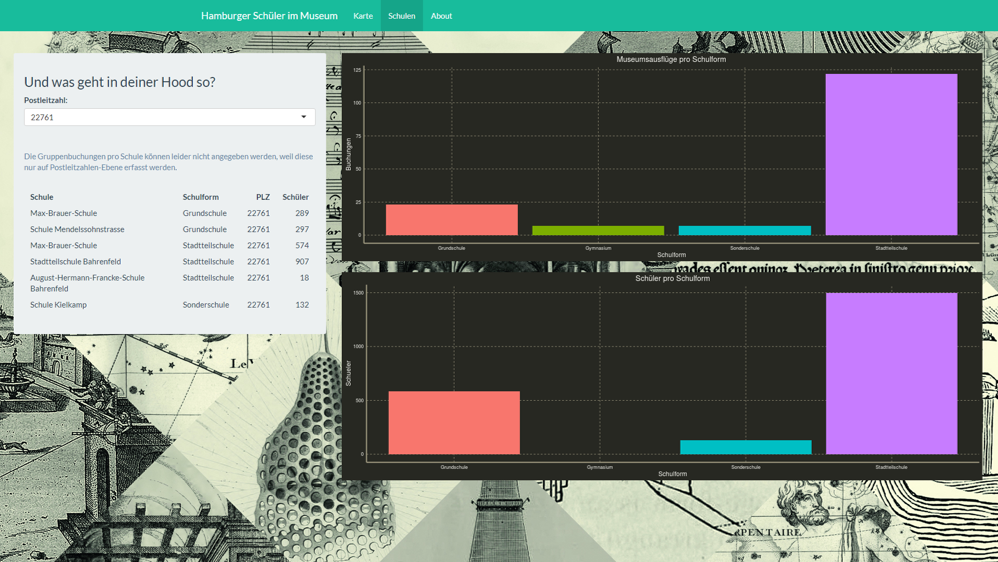 Hamburger Schüler im Museum Karte Schulen About
Und was geht in deiner Hood so?
Postleitzahl:
22761
Die Gruppenbuchungen pro Schule können leider nicht angegeben werden, weil diese
nur auf Postleitzahlen-Ebene erfasst werden.
Schule Schulform PLZ Schüler
Max-Brauer-Schule Grundschule 22761 289
Schule Mendelssohnstrasse Grundschule 22761 297
Max-Brauer-Schule Stadtteilschule 22761 574
Stadtteilschule Bahrenfeld Stadtteilschule 22761 907
August-Hermann-Francke-Schule Stadtteilschule 22761 18
Bahrenfeld
Schule Kielkamp Sonderschule 22761 132
Museumsausflüge pro Schulform
Buchungen
125
100
75
50
25
0
Grundschule Gymnasium Sonderschule Stadtteilschule
Schulform
Schüler pro Schulform
Schueler
1500
1000
500
0
Grundschule Gymnasium Sonderschule Stadtteilschule
Schulform
PENTAIRE